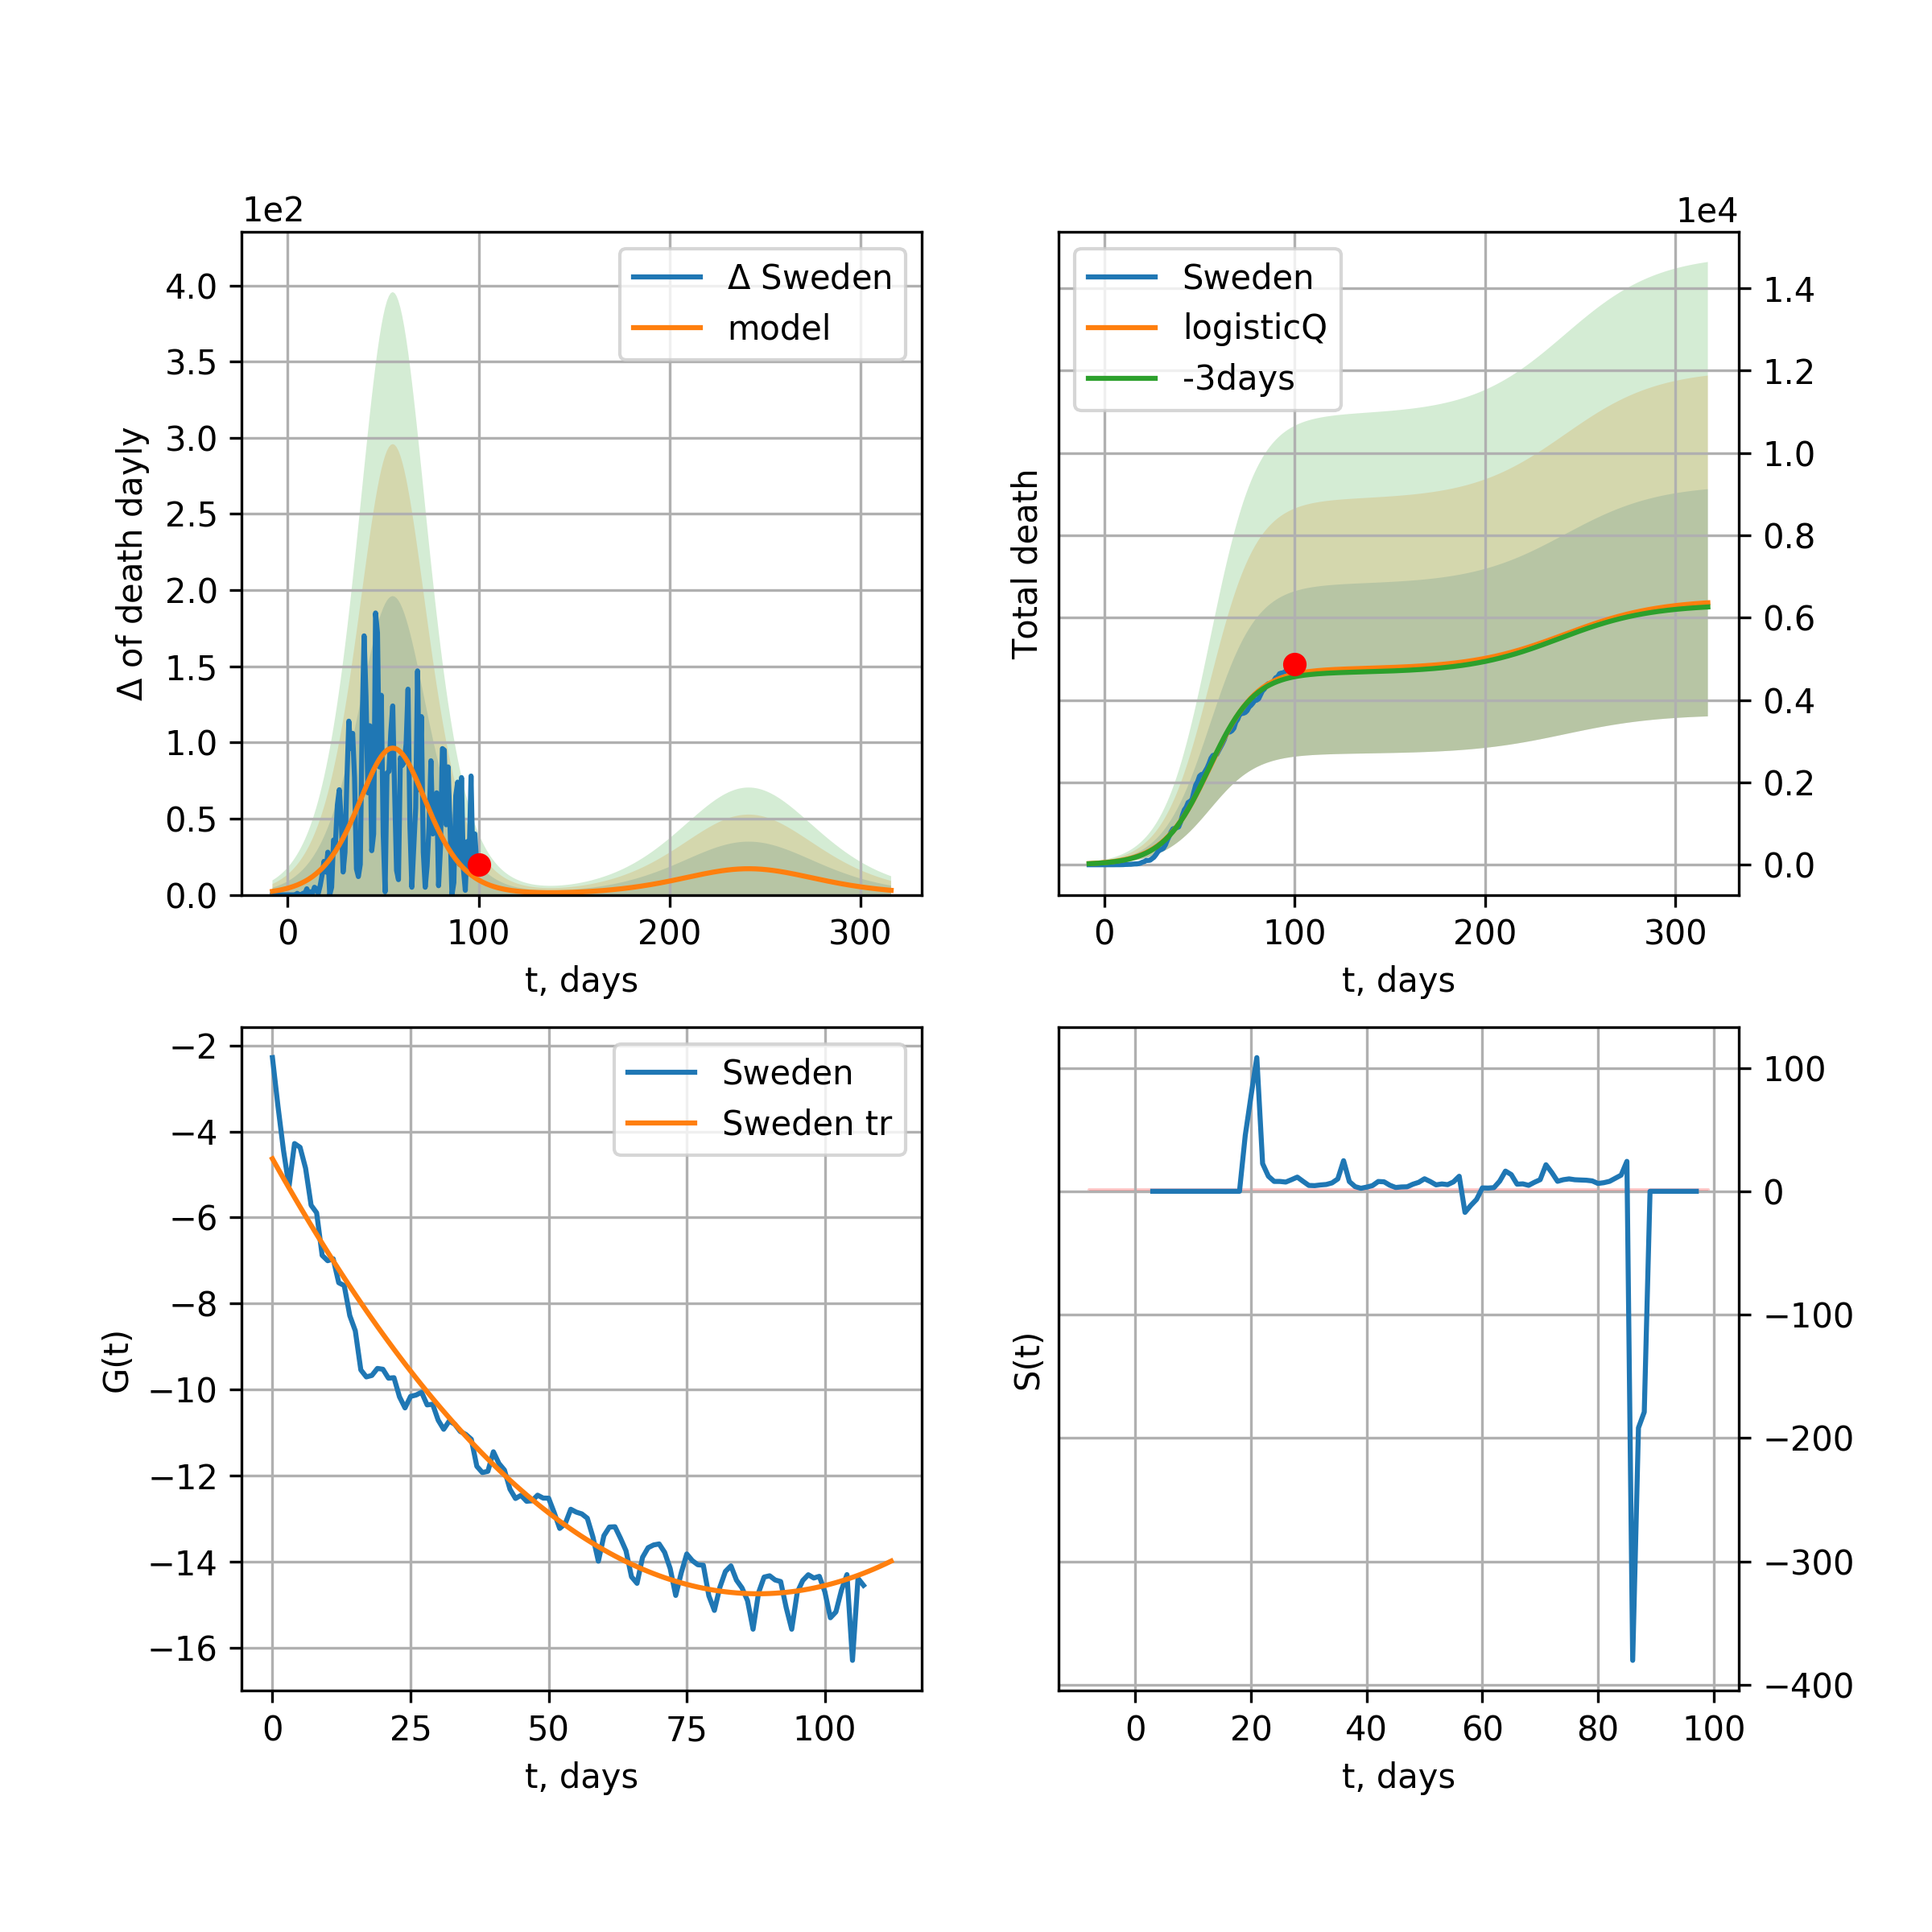 1e2
Δ of death dayly
4.0
3.5
3.0
2.5
2.0
1.5
1.0
0.5
0.0
Δ Sweden
model
0 100 200 300
t, days
1e4
Total death
Sweden
logisticQ
-3days
1.4
1.2
1.0
0.8
0.6
0.4
0.2
0.0
0 100 200 300
t, days
G(t)
−2
−4
−6
−8
−10
−12
−14
−16
Sweden
Sweden tr
0 25 50 75 100
t, days
S(t)
100
0
−100
−200
−300
−400
0 20 40 60 80 100
t, days